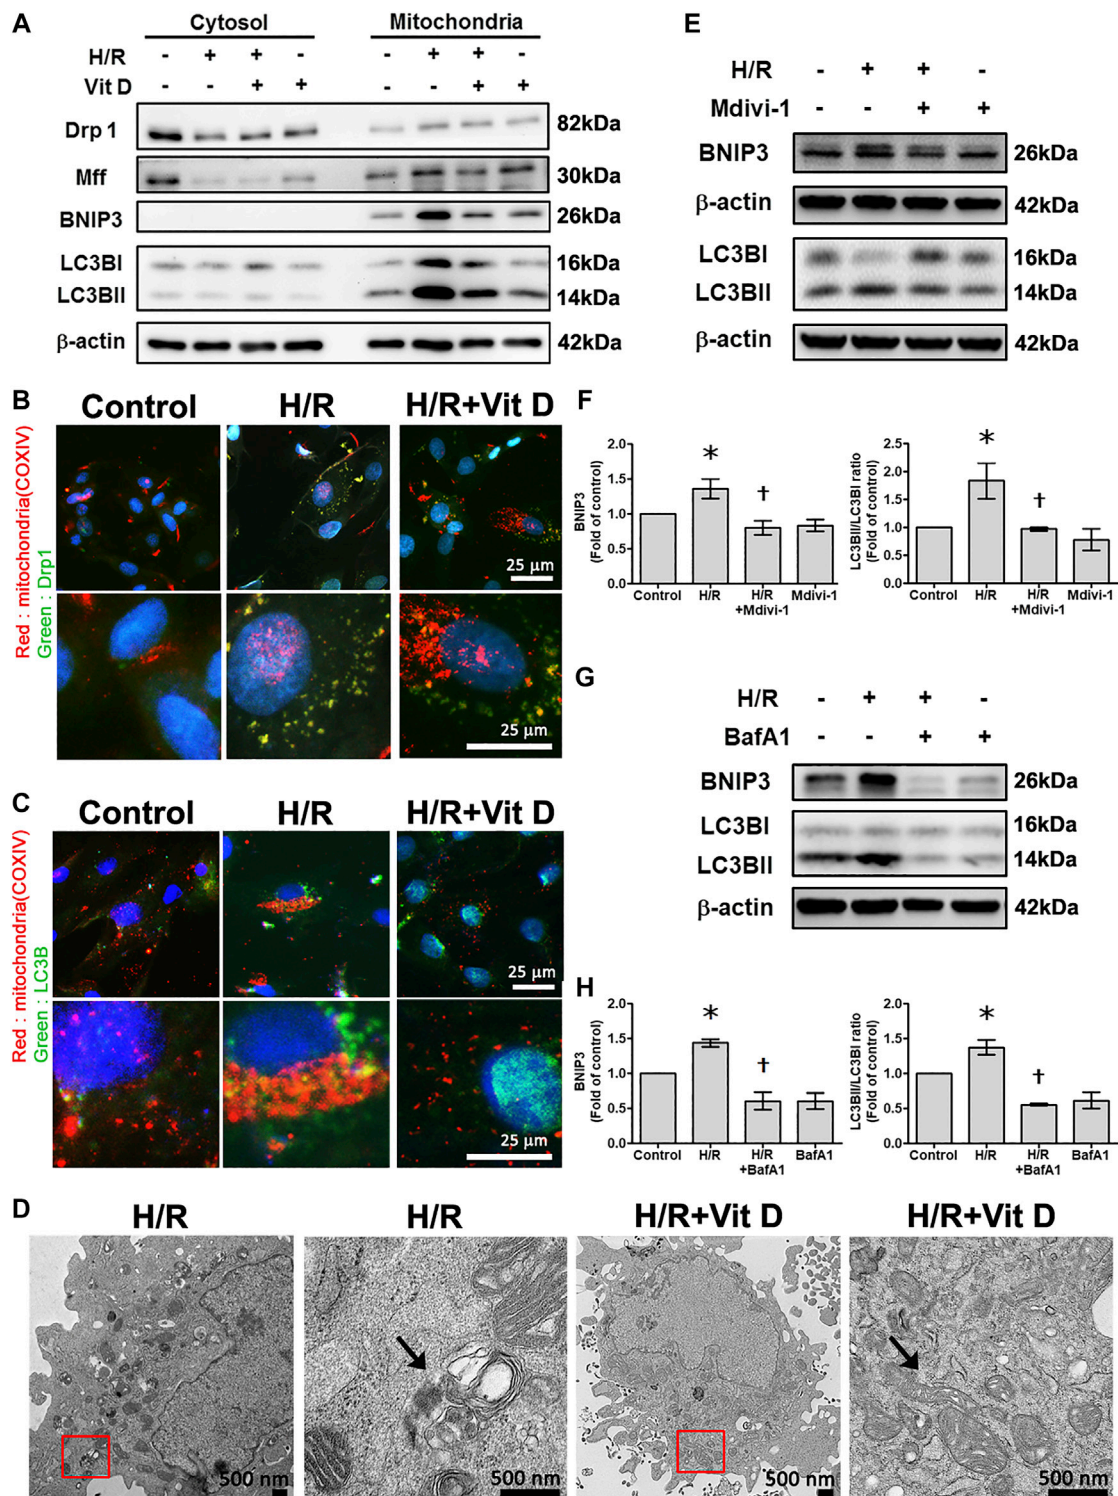 A
Cytosol Mitochondria
H/R - + + - - + + -
Vit D - - + + - - + +
Drp 1 82kDa
Mff 30kDa
BNIP3 26kDa
LC3BI 16kDa
LC3BII 14kDa
β-actin 42kDa
B
Control H/R H/R+Vit D
Red : mitochondria(COXIV)
Green : Drp1
25 μm
25 μm
C
Control H/R H/R+Vit D
Red : mitochondria(COXIV)
Green : LC3B
25 μm
25 μm
D
H/R H/R H/R+Vit D H/R+Vit D
500 nm 500 nm 500 nm 500 nm
E
H/R - + + -
Mdivi-1 - - + +
BNIP3 26kDa
β-actin 42kDa
LC3BI 16kDa
LC3BII 14kDa
β-actin 42kDa
F
BNIP3
(Fold of control)
2.0
1.5
1.0
0.5
0.0
*
†
Control H/R H/R Mdivi-1
+Mdivi-1
LC3BII/LC3BI ratio
(Fold of control)
2.5
2.0
1.5
1.0
0.5
0.0
*
†
Control H/R H/R Mdivi-1
+Mdivi-1
G
H/R - + + -
BafA1 - - + +
BNIP3 26kDa
LC3BI 16kDa
LC3BII 14kDa
β-actin 42kDa
H
BNIP3
(Fold of control)
2.0
1.5
1.0
0.5
0.0
*
†
Control H/R H/R BafA1
+BafA1
LC3BII/LC3BI ratio
(Fold of control)
2.0
1.5
1.0
0.5
0.0
*
†
Control H/R H/R BafA1
+BafA1